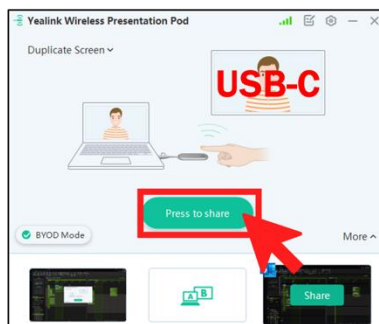 Yealink Wireless Presentation Pod
Duplicate Screen
USB-C
Press to share
BYOD Mode
More
A B
Share